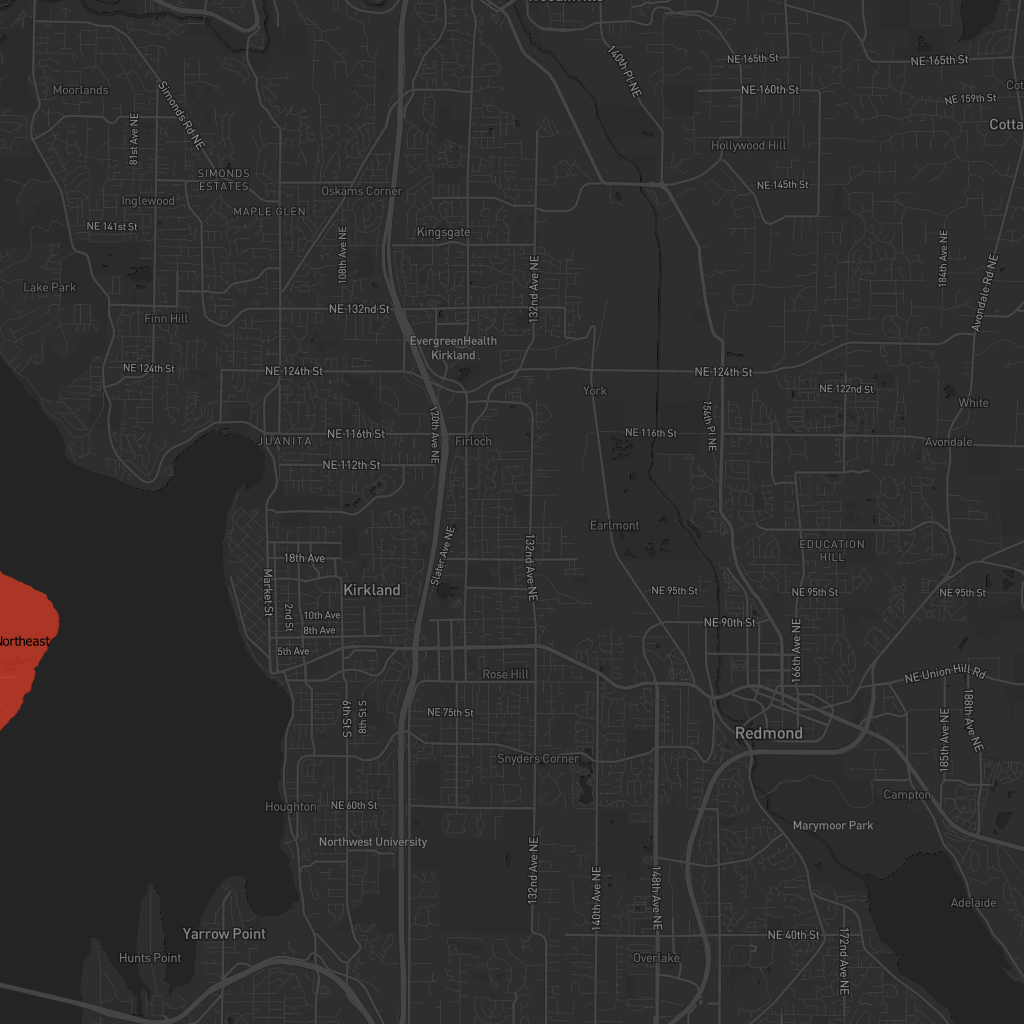 140th Pl NE
NE 165th St
NE 165th St
Moorlands
Simonds Rd NE
NE 160th St
NE 159th St
81st Ave NE
Hollywood Hill
SIMONDS
ESTATES
Oskams Corner
NE 145th St
Inglewood
MAPLE GLEN
NE 141st St
Kingsgate
108th Ave NE
184th Ave NE
132nd Ave NE
Avondale Rd NE
Lake Park
NE 132nd St
Finn Hill
EvergreenHealth
Kirkland
NE 124th St
NE 124th St
NE 124th St
York
NE 122nd St
White
120th Ave NE
154th Pl NE
JUANITA
NE 116th St
Firloch
NE 116th St
Avondale
NE 112th St
Earlmont
Slater Ave NE
132nd Ave NE
EDUCATION
HILL
18th Ave
Market St
Kirkland
NE 95th St
NE 95th St
NE 95th St
2nd St
10th Ave
8th Ave
NE 90th St
166th Ave NE
Northeast
5th Ave
Rose Hill
NE Union Hill Rd
6th St S
8th St S
NE 75th St
188th Ave NE
185th Ave NE
Redmond
Snyders Corner
Houghton
NE 60th St
Campton
Marymoor Park
Northwest University
132nd Ave NE
140th Ave NE
148th Ave NE
Adelaide
Yarrow Point
NE 40th St
172nd Ave NE
Hunts Point
Overlake